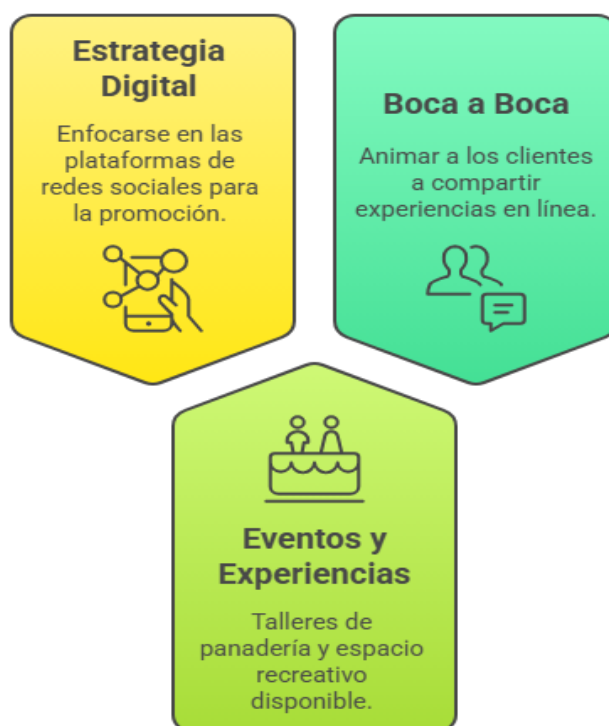 Estrategia
Digital
Enfocarse en las
plataformas de
redes sociales para
la promoción.
Boca a Boca
Animar a los clientes
a compartir
experiencias en línea.
Eventos y
Experiencias
Talleres de
panadería y espacio
recreativo
disponible.